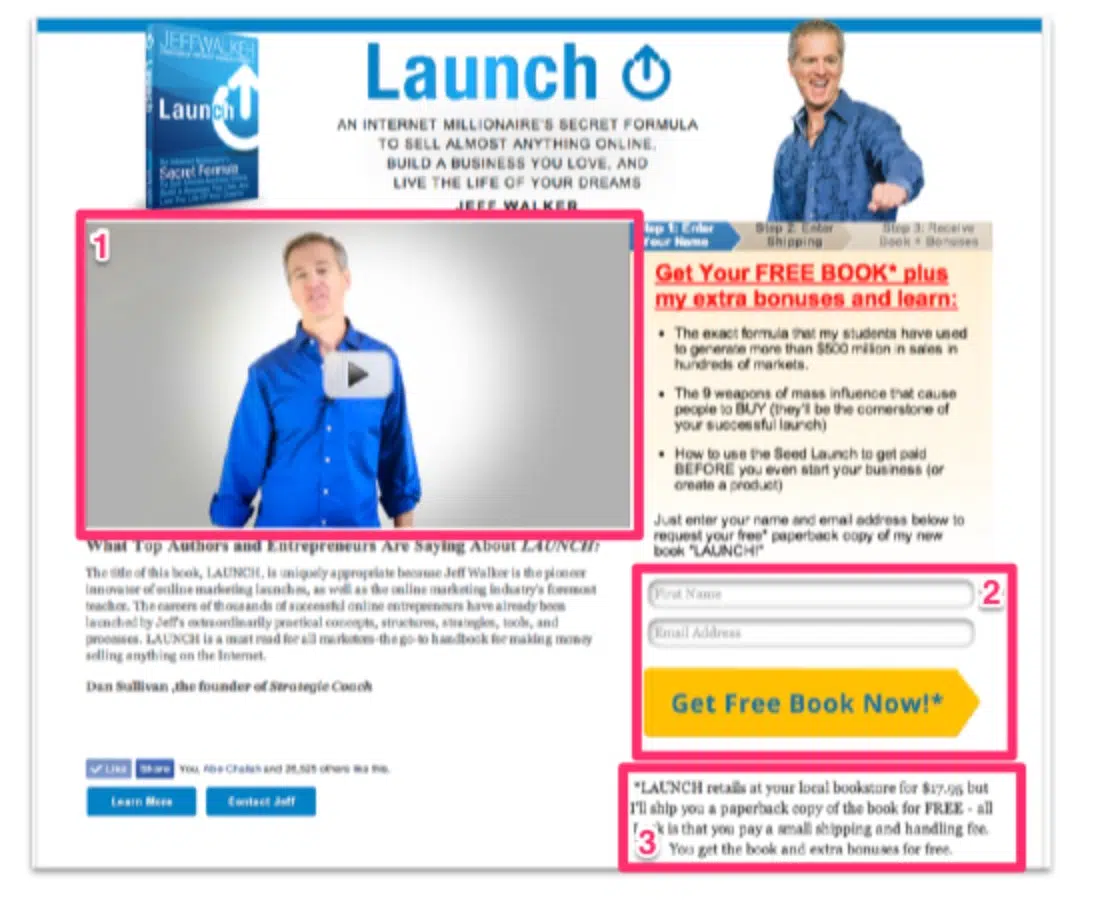 JEFF WALKER
Launch
Secret Formula
Launch
AN INTERNET MILLIONAIRE'S SECRET FORMULA
TO SELL ALMOST ANYTHING ONLINE,
BUILD A BUSINESS YOU LOVE, AND
LIVE THE LIFE OF YOUR DREAMS
JEFF WALKER
1
What Top Authors and Entrepreneurs Are Saying About LAUNCH?
The title of this book, LAUNCH, is uniquely appropriate because Jeff Walker is the pioneer
innovator of online marketing launches, as well as the online marketing industry's foremost
teacher. The careers of thousands of successful online entrepreneurs have already been
launched by Jeff's extraordinarily practical concepts, structures, strategies, tools, and
processes. LAUNCH is a must read for all marketers-the go-to handbook for making money
selling anything on the Internet.
Dan Sullivan ,the founder of Strategic Coach
Like Share You, and others like this.
Learn More Contact Jeff
Step 1: Enter
Your Name
Step 2: Enter
Shipping
Step 3: Receive
Book + Bonuses
Get Your FREE BOOK* plus
my extra bonuses and learn:
• The exact formula that my students have used
to generate more than $500 million in sales in
hundreds of markets.
• The 9 weapons of mass influence that cause
people to BUY (they'll be the cornerstone of
your successful launch)
• How to use the Seed Launch to get paid
BEFORE you even start your business (or
create a product)
Just enter your name and email address below to
request your free* paperback copy of my new
book "LAUNCH!"
First Name
2
Email Address
Get Free Book Now!*
*LAUNCH retails at your local bookstore for $17.95 but
I'll ship you a paperback copy of the book for FREE - all
is that you pay a small shipping and handling fee.
3
You get the book and extra bonuses for free.